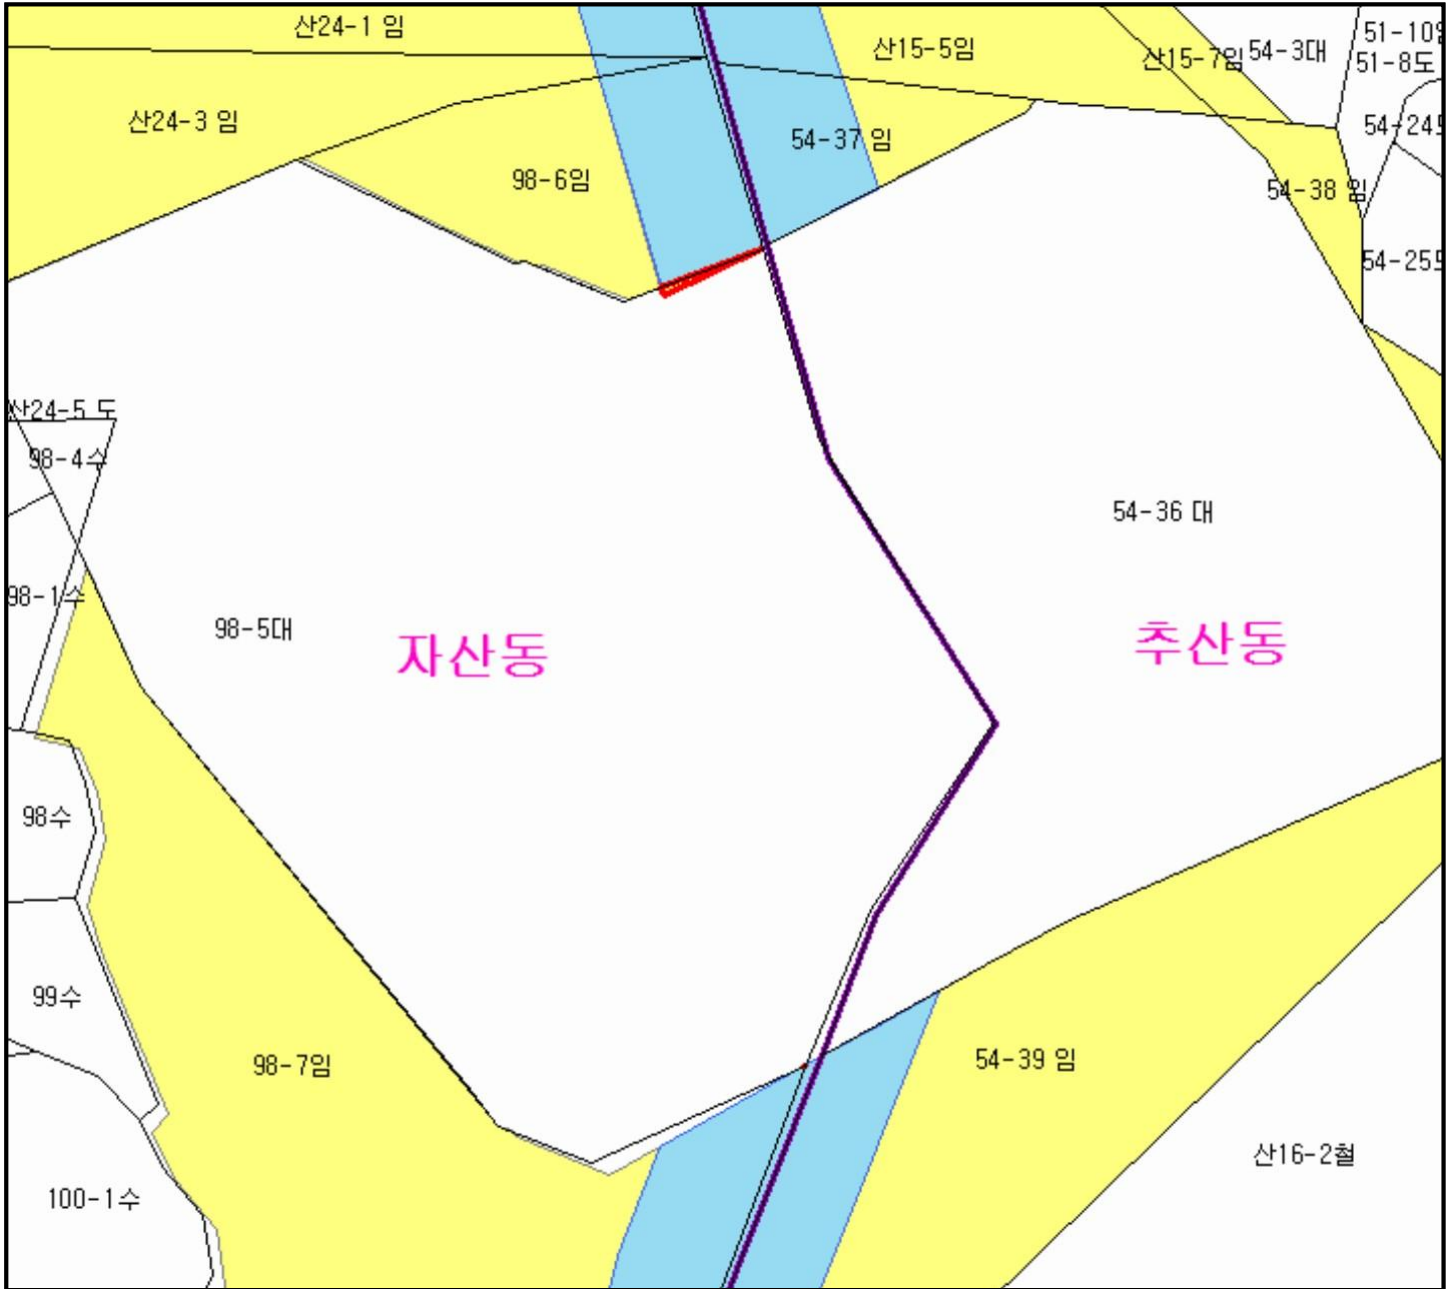 산24-1 임
산15-5임
산15-7임
54-3대
51-8도
산24-3 임
54-37 임
98-6임
54-38 임
산24-5 도
98-4수
54-36 대
98-1수
98-5대
자산동
추산동
98수
99수
98-7임
54-39 임
산16-2철
100-1수